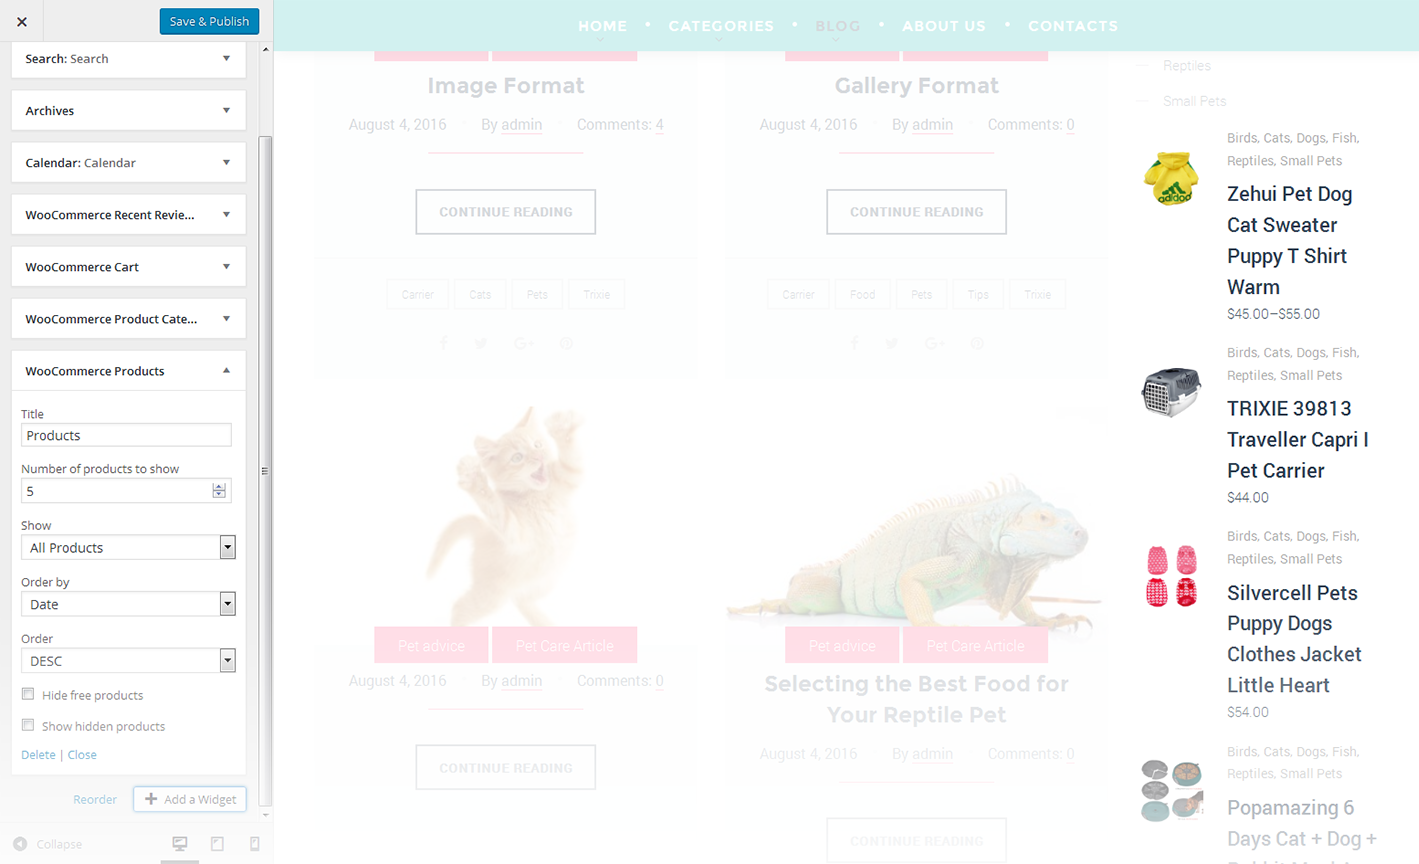 Save & Publish
Search: Search
Archives
Calendar: Calendar
WooCommerce Recent Revie...
WooCommerce Cart
WooCommerce Product Cate...
WooCommerce Products
Title
Products
Number of products to show
5
Show
All Products
Order by
Date
Order
DESC
Hide free products
Show hidden products
Delete | Close
Reorder
Add a Widget
Collapse
HOME • CATEGORIES • BLOG • ABOUT US • CONTACTS
Image Format
August 4, 2016 By admin Comments: 4
CONTINUE READING
Carrier Cats Pets Trixie
Pet advice Pet Care Article
August 4, 2016 By admin Comments: 0
CONTINUE READING
Gallery Format
August 4, 2016 By admin Comments: 0
CONTINUE READING
Carrier Food Pets Tips Trixie
Pet advice Pet Care Article
Selecting the Best Food for
Your Reptile Pet
August 4, 2016 By admin Comments: 0
CONTINUE READING
Reptiles
Small Pets
Birds, Cats, Dogs, Fish,
Reptiles, Small Pets
adidog
Zehui Pet Dog
Cat Sweater
Puppy T Shirt
Warm
$45.00–$55.00
Birds, Cats, Dogs, Fish,
Reptiles, Small Pets
TRIXIE 39813
Traveller Capri I
Pet Carrier
$44.00
Birds, Cats, Dogs, Fish,
Reptiles, Small Pets
Silvercell Pets
Puppy Dogs
Clothes Jacket
Little Heart
$54.00
Birds, Cats, Dogs, Fish,
Reptiles, Small Pets
Popamazing 6
Days Cat + Dog +